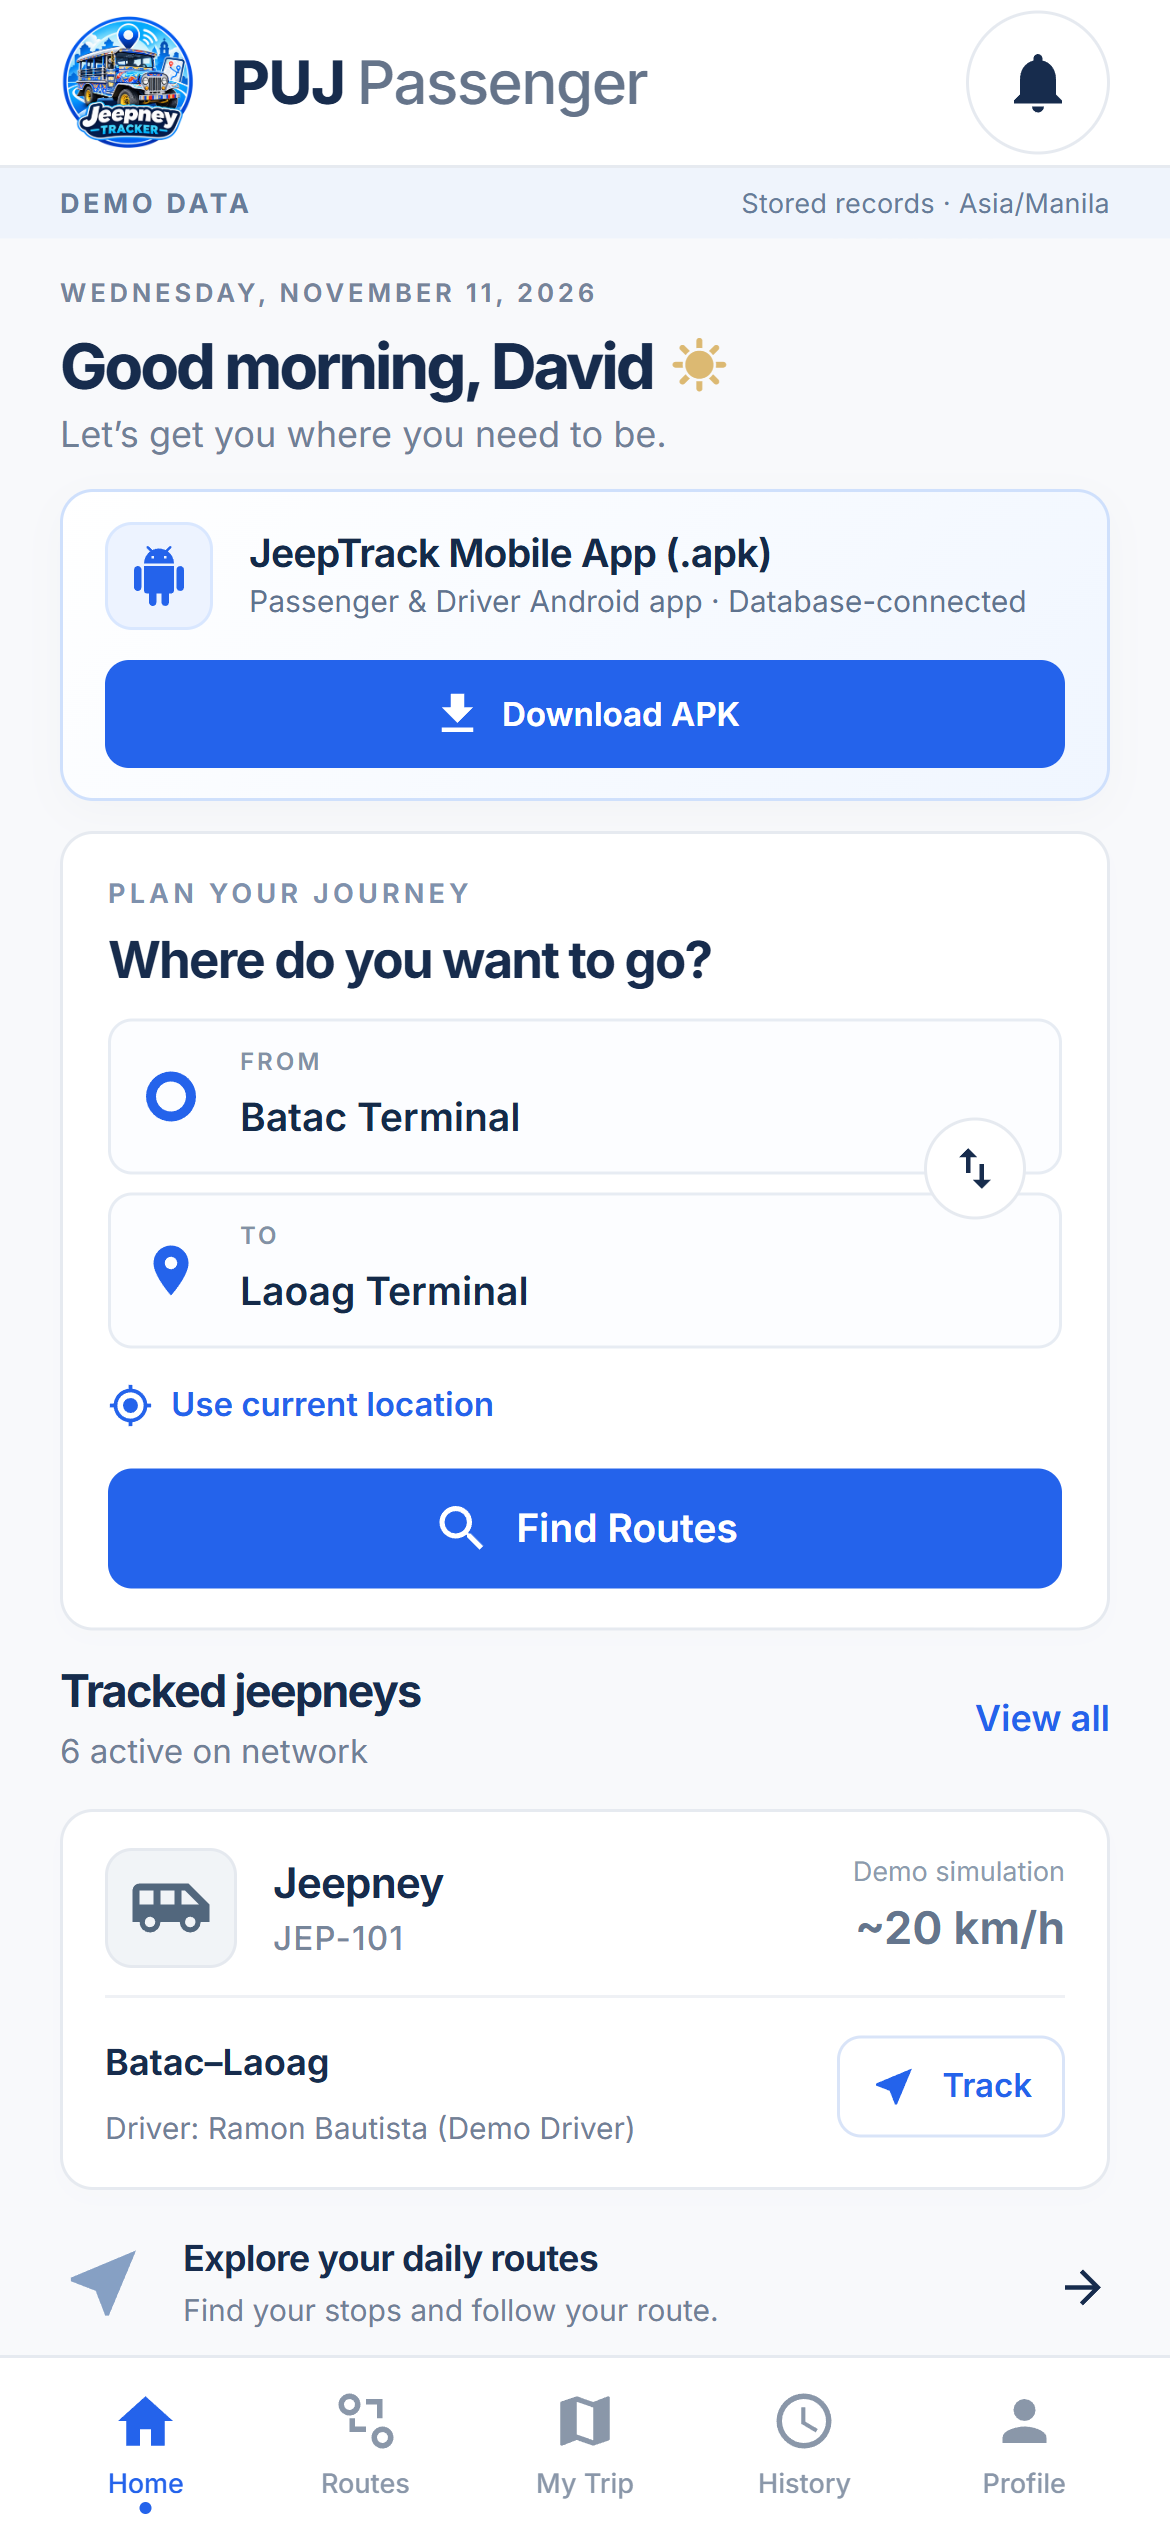 Jeepney
TRACKER
PUJ Passenger
DEMO DATA
Stored records · Asia/Manila
WEDNESDAY, NOVEMBER 11, 2026
Good morning, David
Let’s get you where you need to be.
JeepTrack Mobile App (.apk)
Passenger & Driver Android app · Database-connected
Download APK
PLAN YOUR JOURNEY
Where do you want to go?
FROM
Batac Terminal
TO
Laoag Terminal
Use current location
Find Routes
Tracked jeepneys
6 active on network
View all
Jeepney
JEP-101
Demo simulation
~20 km/h
Batac–Laoag
Driver: Ramon Bautista (Demo Driver)
Track
Explore your daily routes
Find your stops and follow your route.
Home
Routes
My Trip
History
Profile